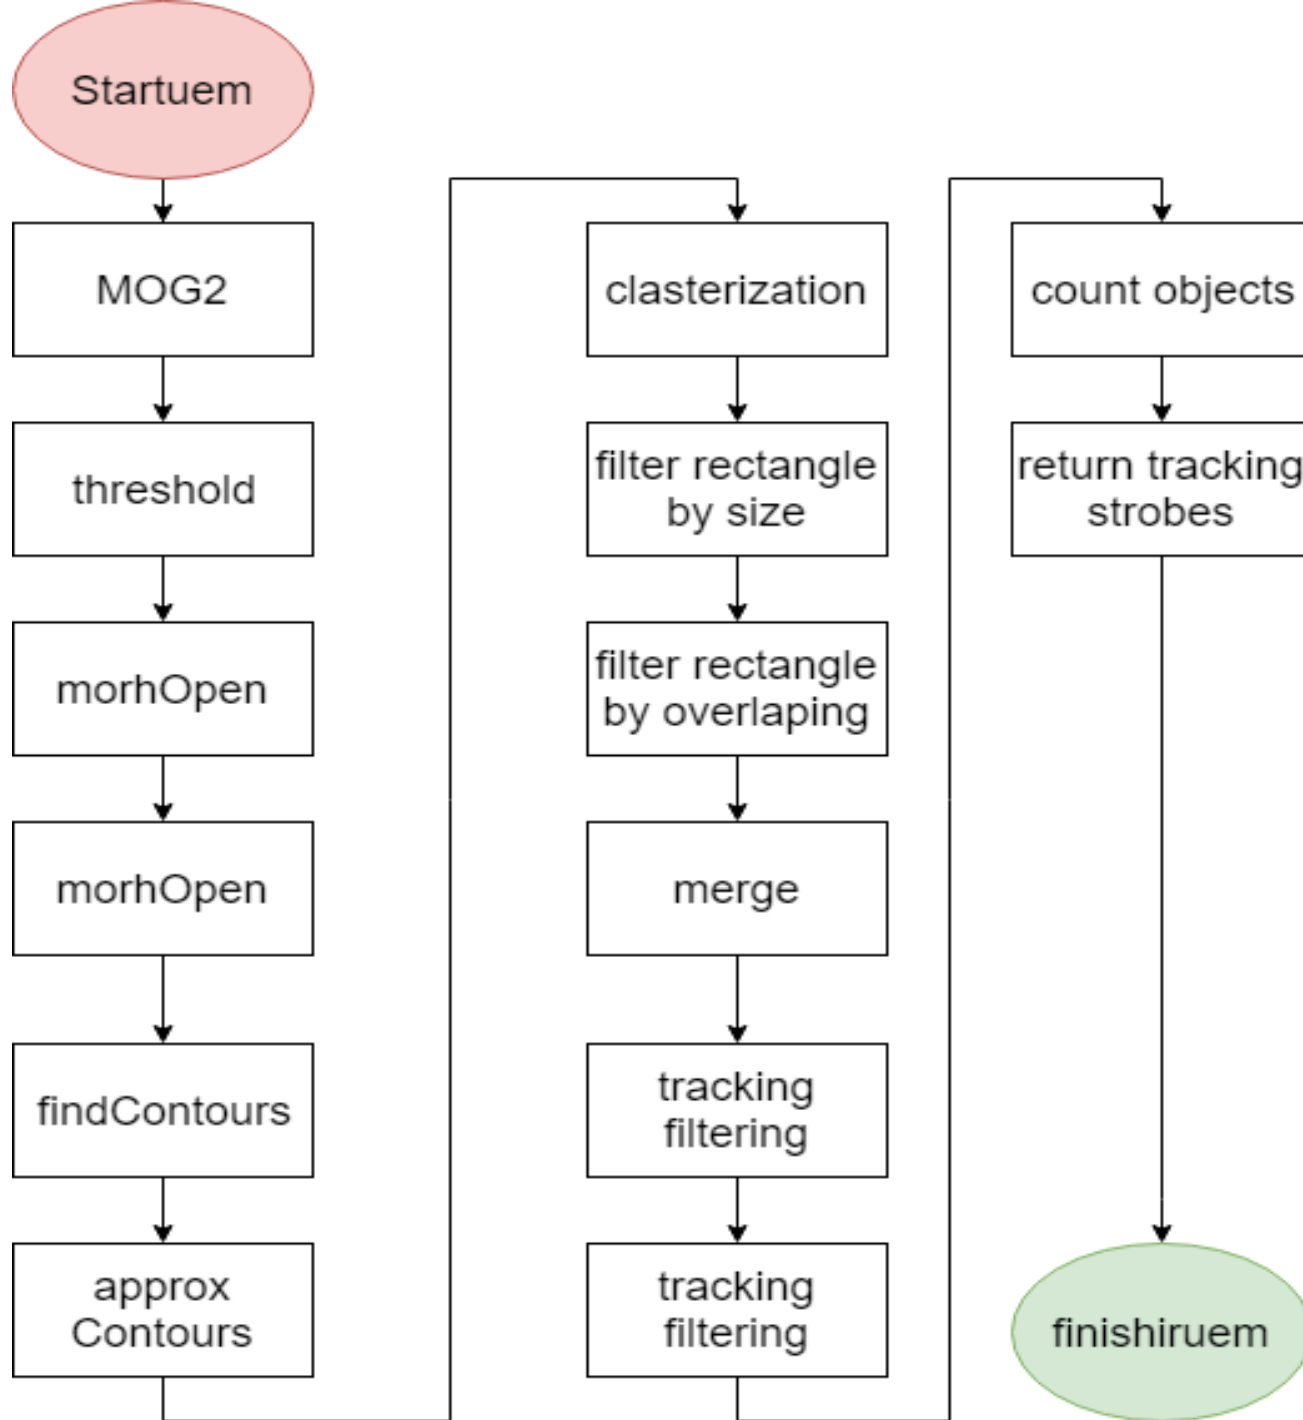 Startuem
MOG2
threshold
morhOpen
morhOpen
findContours
approx
Contours
clasterization
filter rectangle
by size
filter rectangle
by overlaping
merge
tracking
filtering
tracking
filtering
count objects
return tracking
strobes
finishiruem